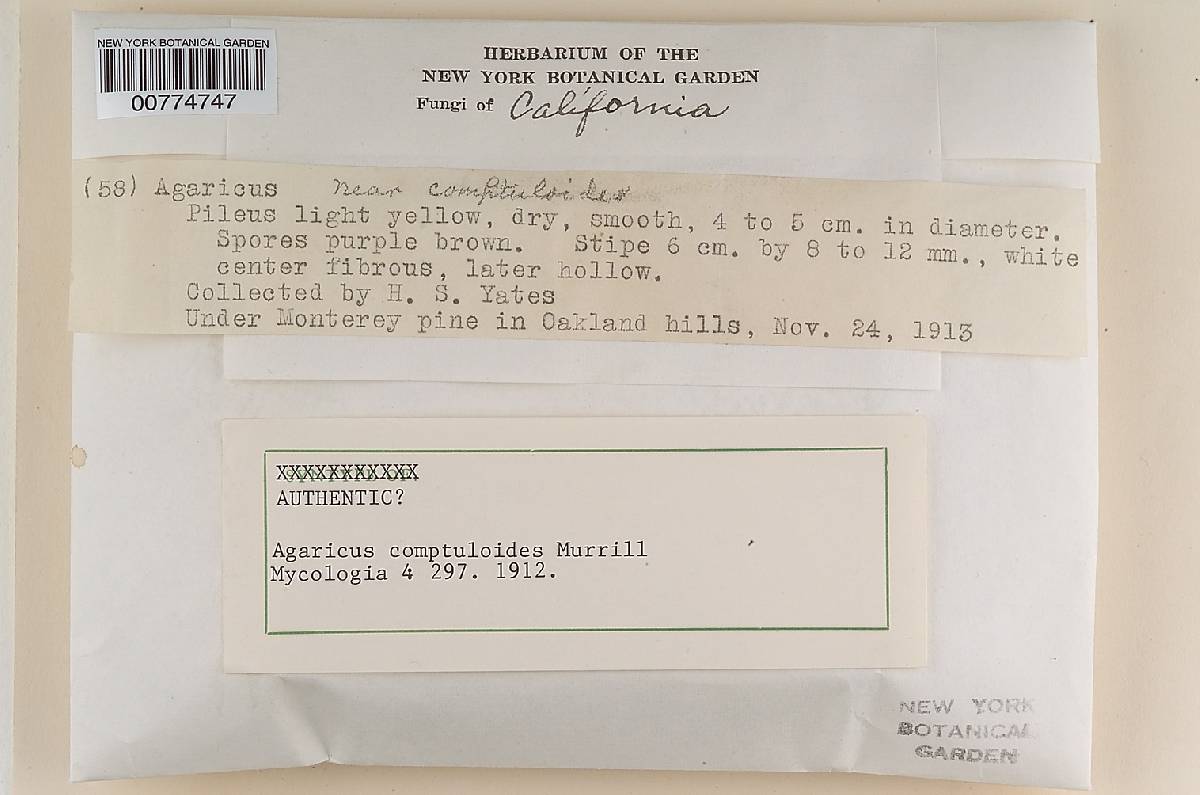 NEW YORK BOTANICAL GARDEN
00774747
HERBARIUM OF THE
NEW YORK BOTANICAL GARDEN
Fungi of California
(58) Agaricus near comptuloides
Pileus light yellow, dry, smooth, 4 to 5 cm. in diameter.
Spores purple brown. Stipe 6 cm. by 8 to 12 mm., white
center fibrous, later hollow.
Collected by H. S. Yates
Under Monterey pine in Oakland hills, Nov. 24, 1913
XXXXXXXXXXX
AUTHENTIC?
Agaricus comptuloides Murrill
Mycologia 4 297. 1912.
NEW YORK
BOTANICAL
GARDEN